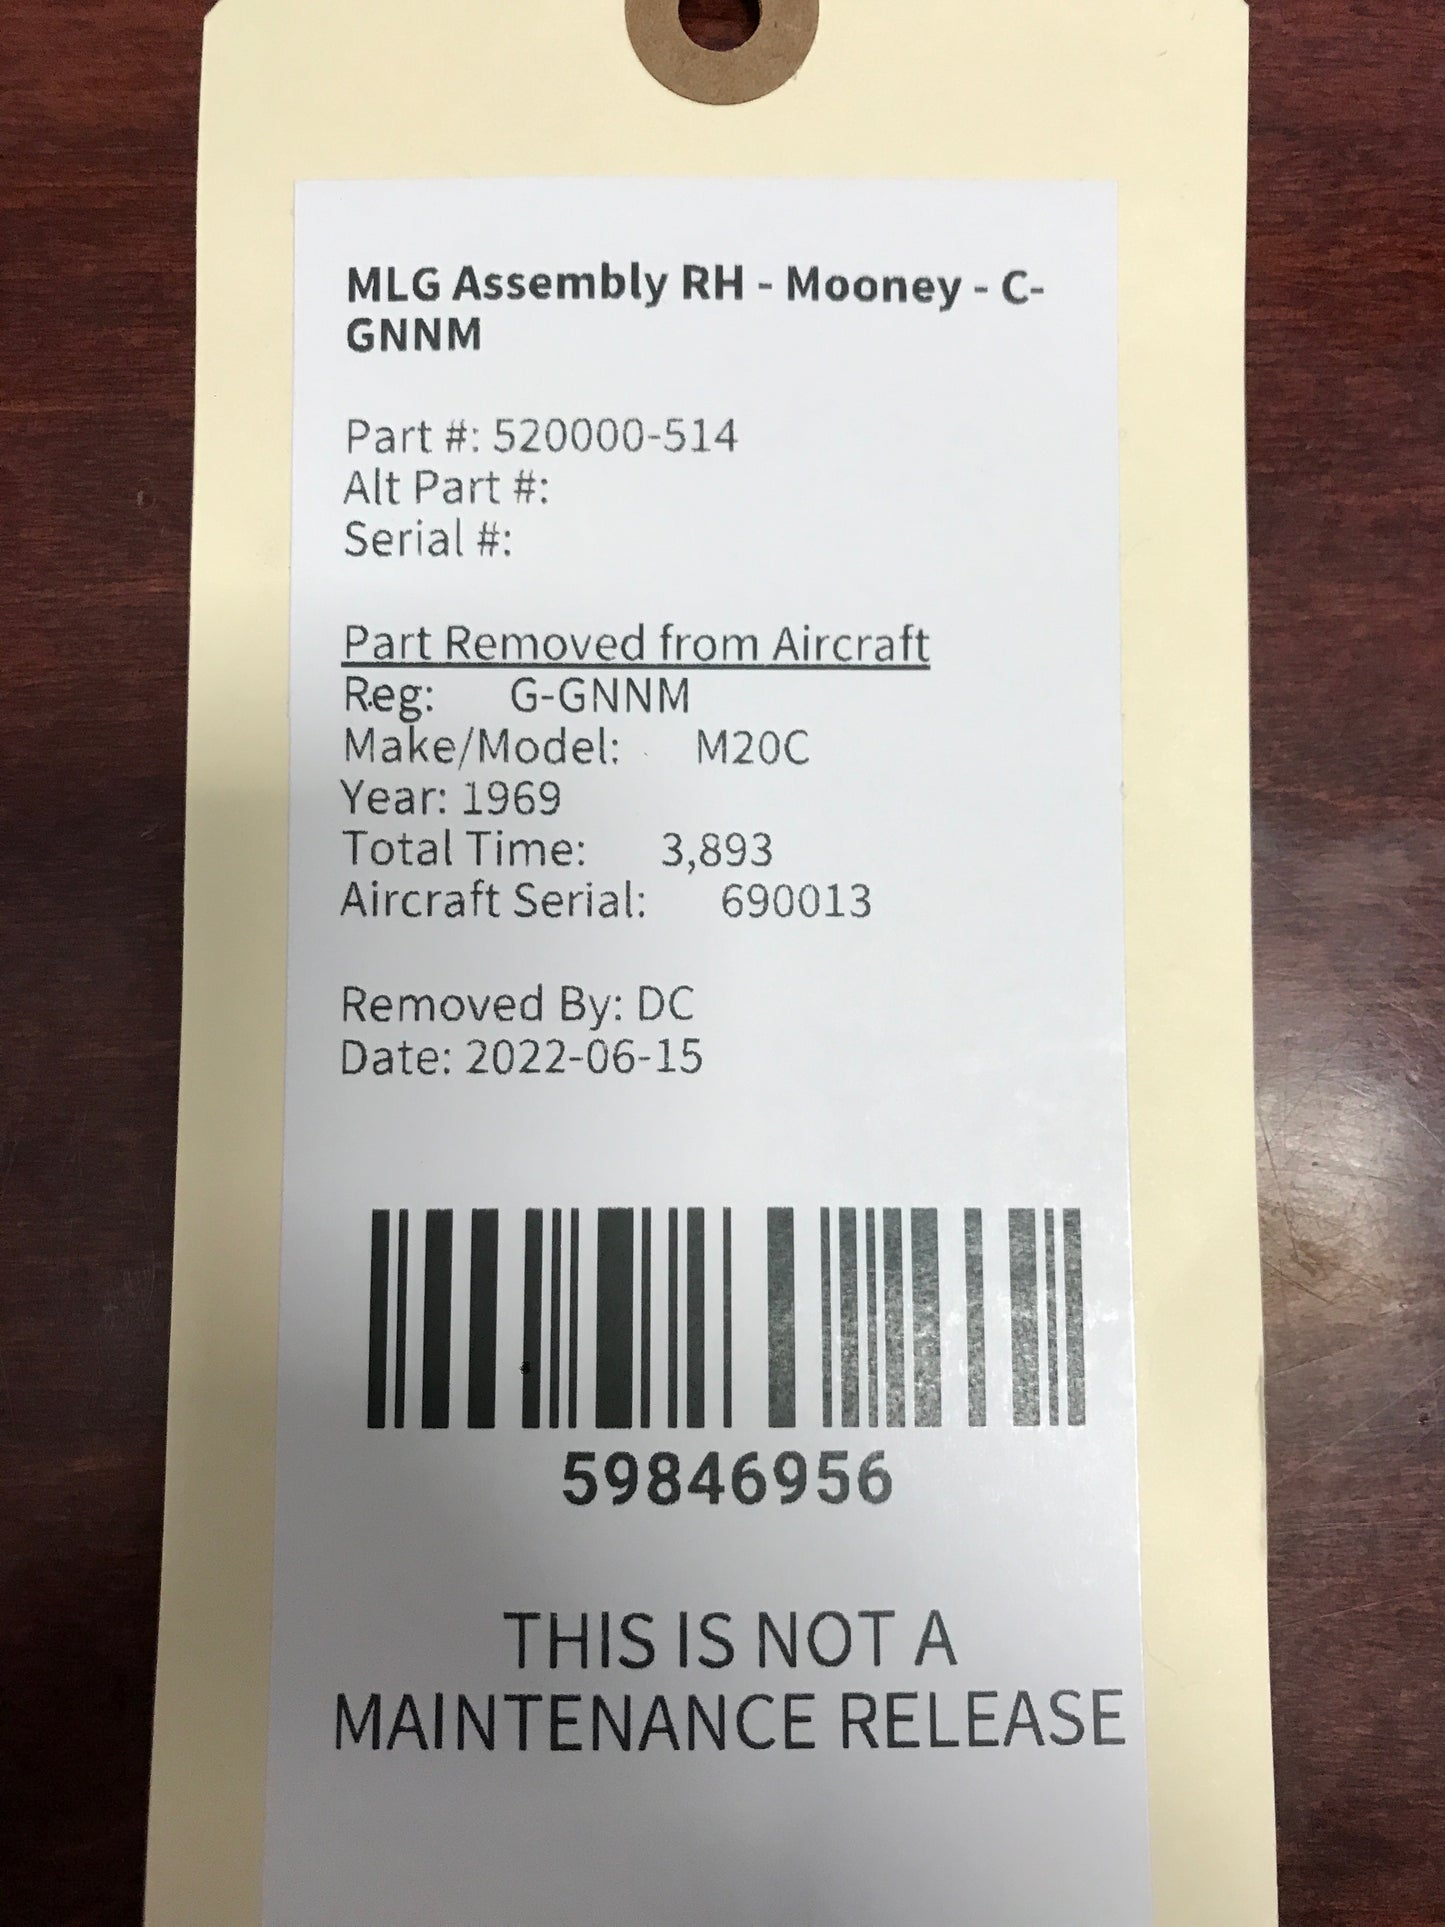 MLG Assembly RH - Mooney - C-
GNNM
Part #: 520000-514
Alt Part #:
Serial #:
Part Removed from Aircraft
Reg: G-GNNM
Make/Model: M20C
Year: 1969
Total Time: 3,893
Aircraft Serial: 690013
Removed By: DC
Date: 2022-06-15
59846956
THIS IS NOT A
MAINTENANCE RELEASE